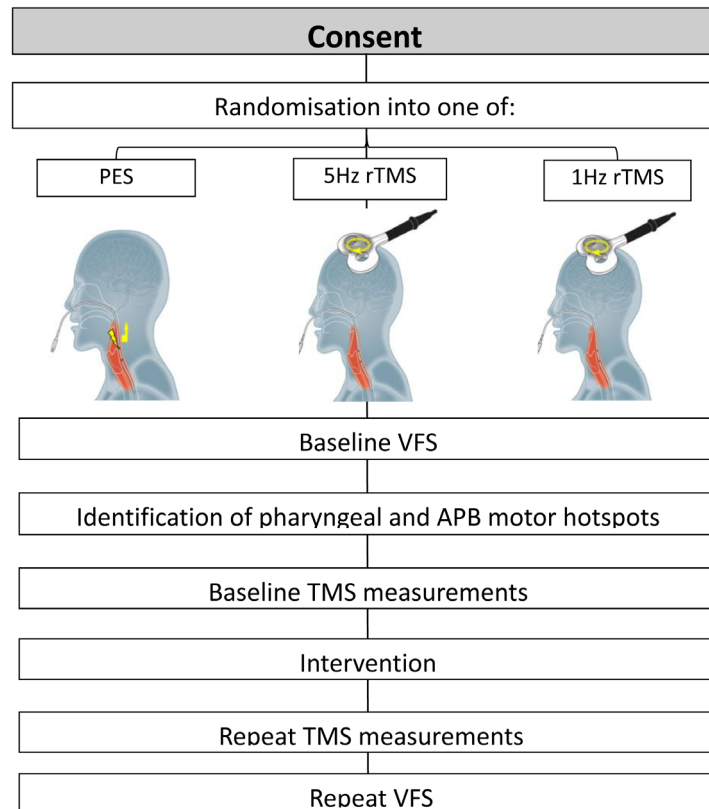 Consent
Randomisation into one of:
PES
5Hz rTMS
1Hz rTMS
Baseline VFS
Identification of pharyngeal and APB motor hotspots
Baseline TMS measurements
Intervention
Repeat TMS measurements
Repeat VFS